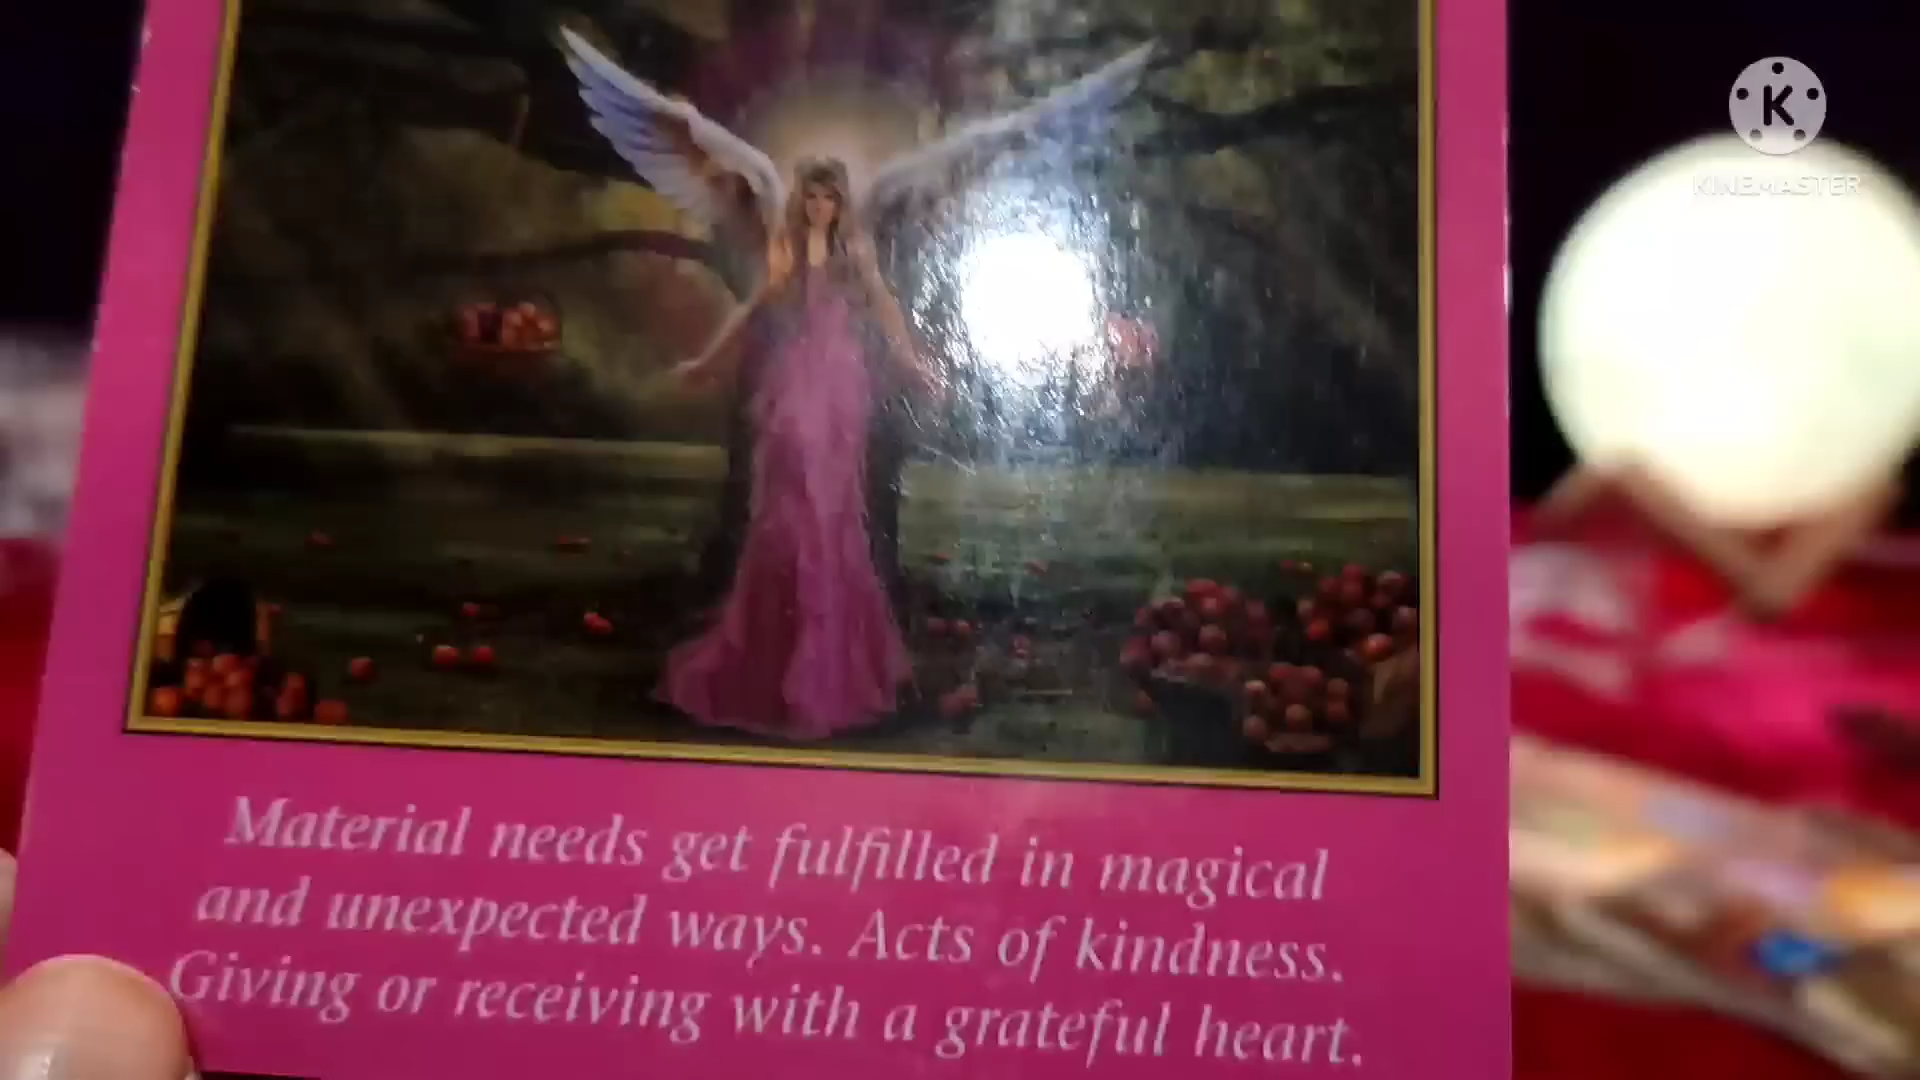 K
KINEMASTER
Material needs get fulfilled in magical
and unexpected ways. Acts of kindness.
Giving or receiving with a grateful heart.